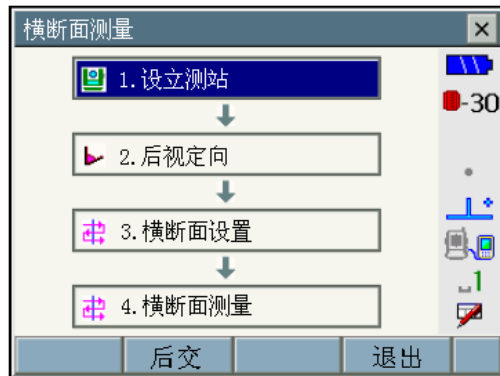 横断面测量
1.设立测站
2.后视定向
-30
3.横断面设置
4.横断面测量
1
后交 退出